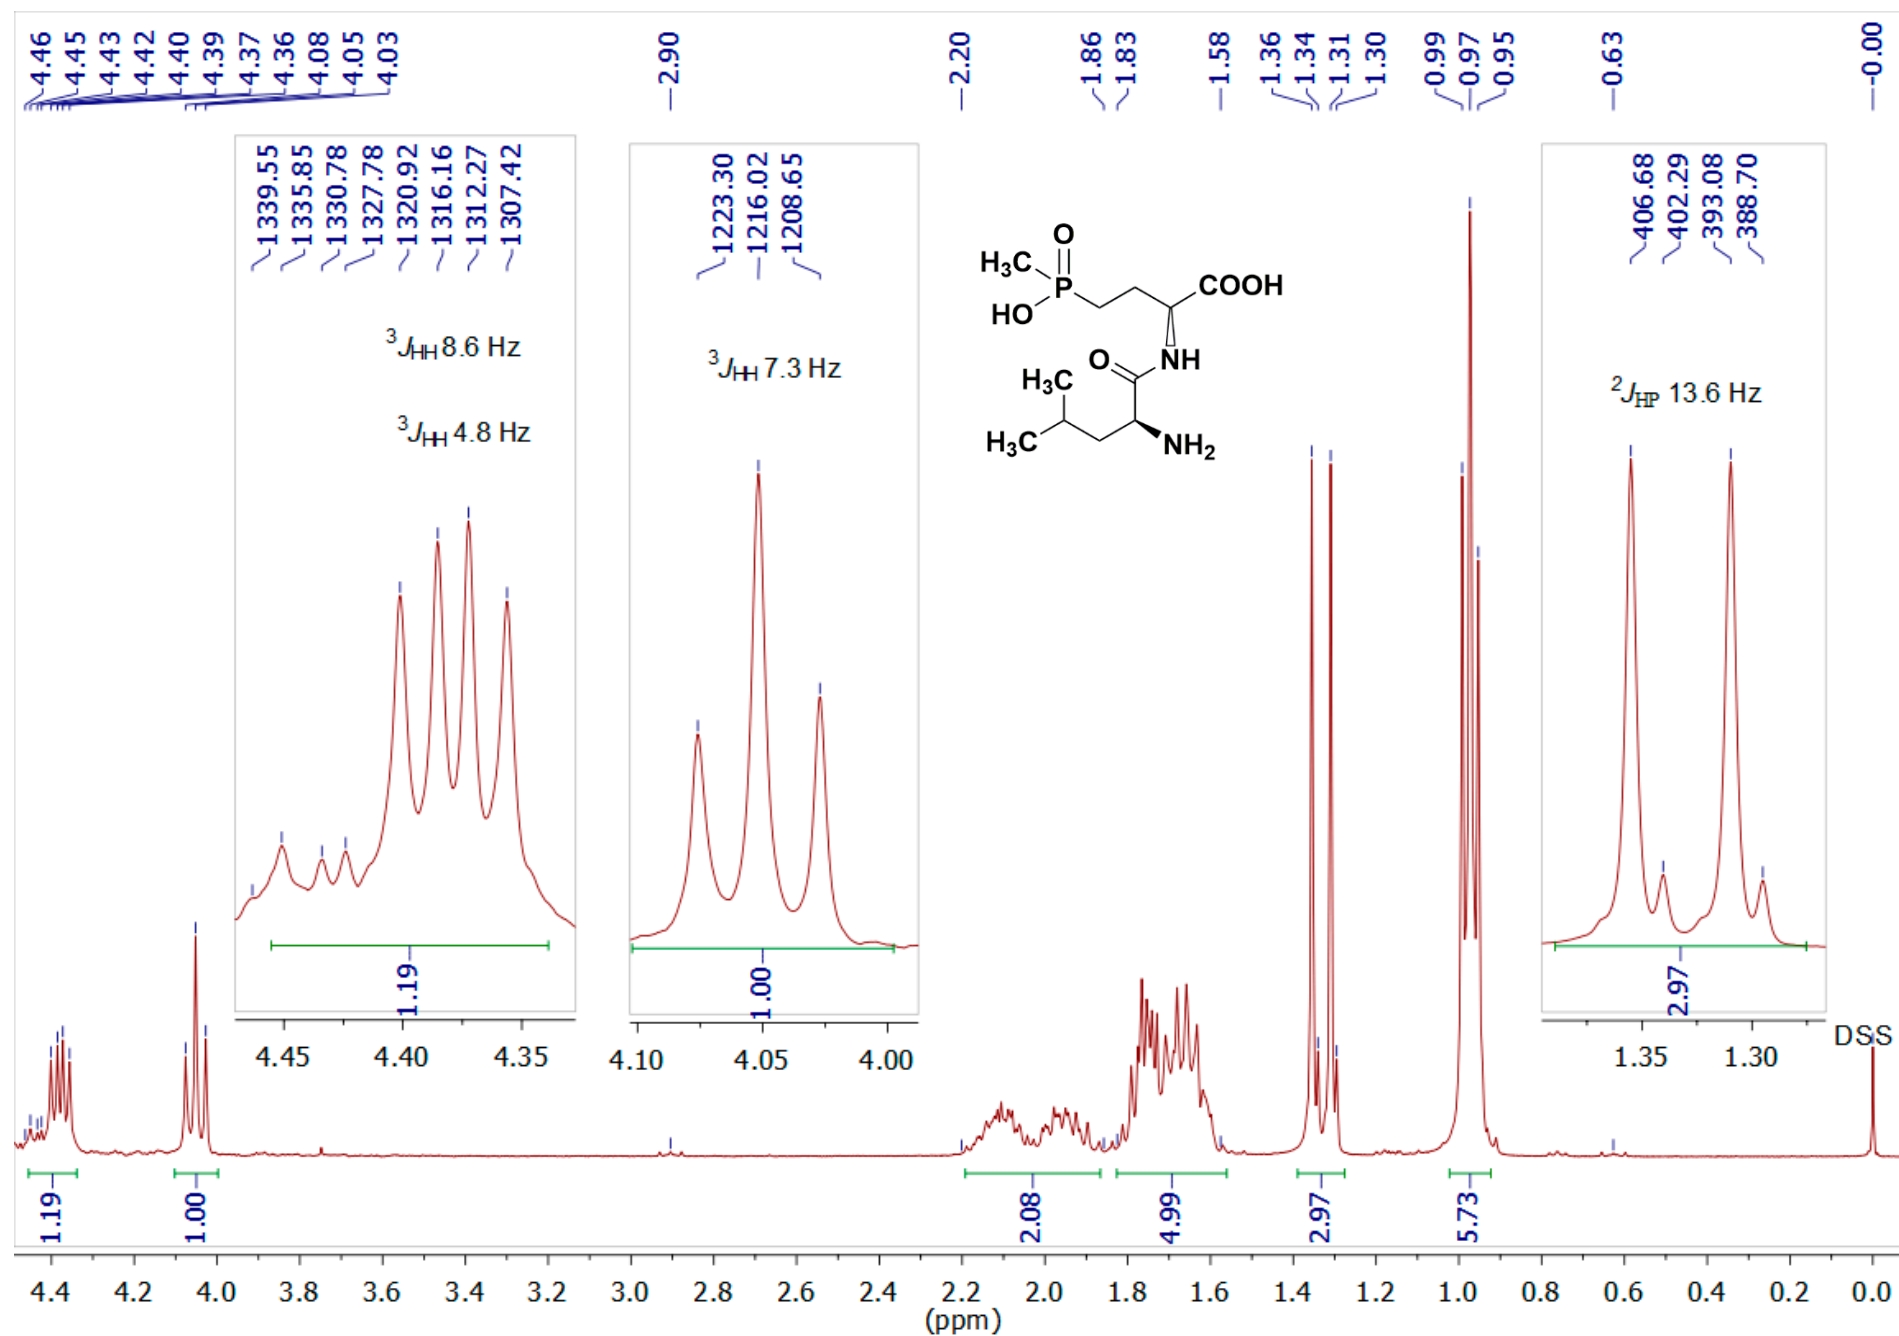 4.46
4.45
4.43
4.42
4.40
4.39
4.37
4.36
4.08
4.05
4.03
2.90
2.20
1.86
1.83
1.58
1.36
1.34
1.31
1.30
0.99
0.97
0.95
0.63
-0.00
1339.55
1335.85
1330.78
1327.78
1320.92
1316.16
1312.27
1307.42
³J_HH 8.6 Hz
³J_HH 4.8 Hz
1.19
4.45 4.40 4.35
1223.30
1216.02
1208.65
³J_HH 7.3 Hz
1.00
4.10 4.05 4.00
O
H₃C
P
HO
COOH
O
NH
H₃C
H₃C
NH₂
406.68
402.29
393.08
388.70
²J_HP 13.6 Hz
2.97
1.35 1.30
DSS
1.19
1.00
2.08
4.99
2.97
5.73
4.4 4.2 4.0 3.8 3.6 3.4 3.2 3.0 2.8 2.6 2.4 2.2 2.0 1.8 1.6 1.4 1.2 1.0 0.8 0.6 0.4 0.2 0.0
(ppm)